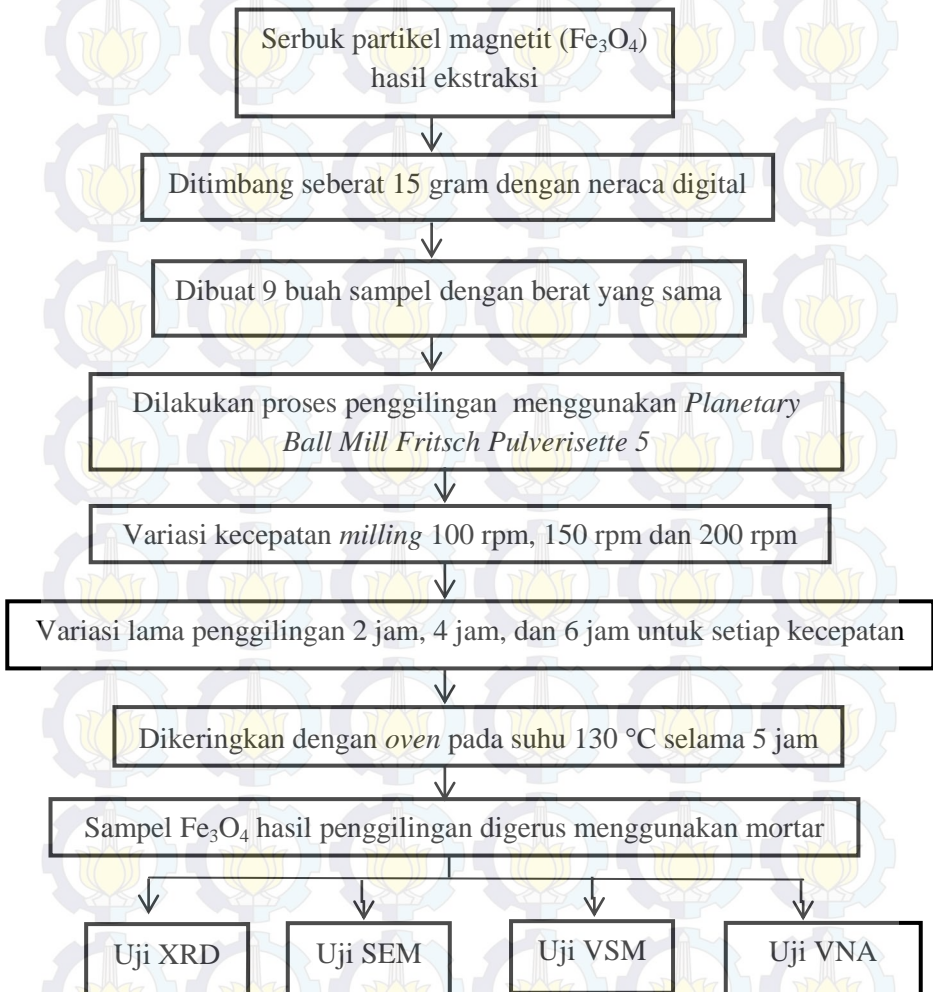 Serbuk partikel magnetit (Fe₃O₄)
hasil ekstraksi
Ditimbang seberat 15 gram dengan neraca digital
Dibuat 9 buah sampel dengan berat yang sama
Dilakukan proses penggilingan menggunakan Planetary
Ball Mill Fritsch Pulverisette 5
Variasi kecepatan milling 100 rpm, 150 rpm dan 200 rpm
Variasi lama penggilingan 2 jam, 4 jam, dan 6 jam untuk setiap kecepatan
Dikeringkan dengan oven pada suhu 130 °C selama 5 jam
Sampel Fe₃O₄ hasil penggilingan digerus menggunakan mortar
Uji XRD
Uji SEM
Uji VSM
Uji VNA